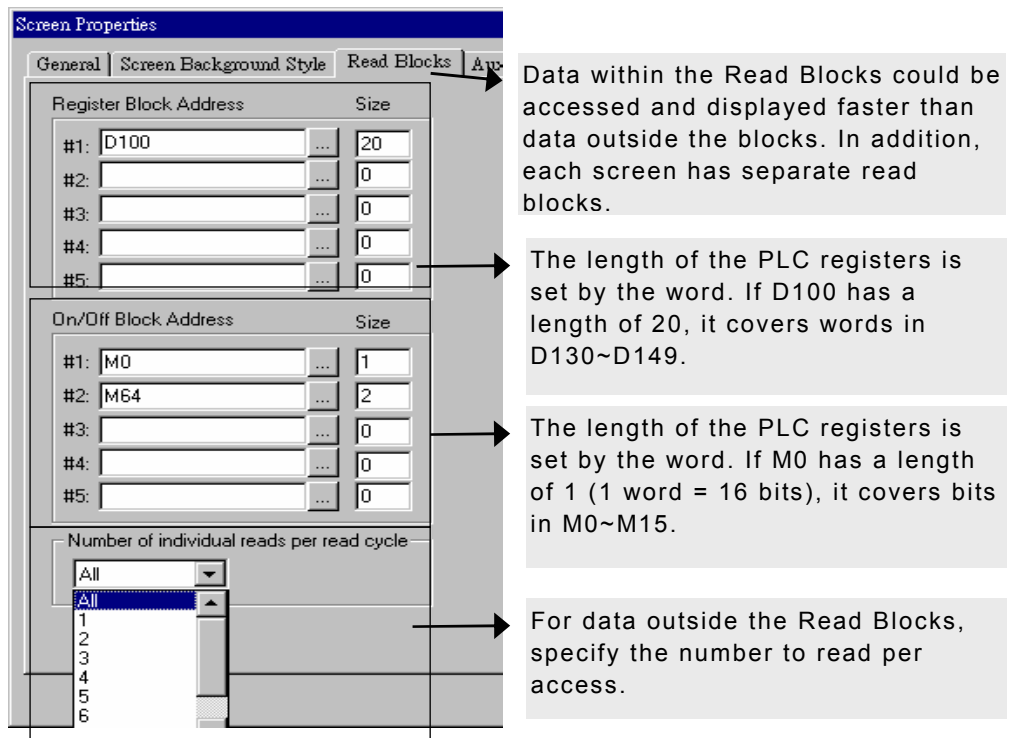 Screen Properties
General
Screen Background Style
Read Blocks
Register Block Address Size
#1: D100 ... 20
#2: ... 0
#3: ... 0
#4: ... 0
#5: ... 0
On/Off Block Address Size
#1: M0 ... 1
#2: M64 ... 2
#3: ... 0
#4: ... 0
#5: ... 0
Number of individual reads per read cycle
All
All
1
2
3
4
5
6
Data within the Read Blocks could be
accessed and displayed faster than
data outside the blocks. In addition,
each screen has separate read
blocks.
The length of the PLC registers is
set by the word. If D100 has a
length of 20, it covers words in
D130~D149.
The length of the PLC registers is
set by the word. If M0 has a length
of 1 (1 word = 16 bits), it covers bits
in M0~M15.
For data outside the Read Blocks,
specify the number to read per
access.